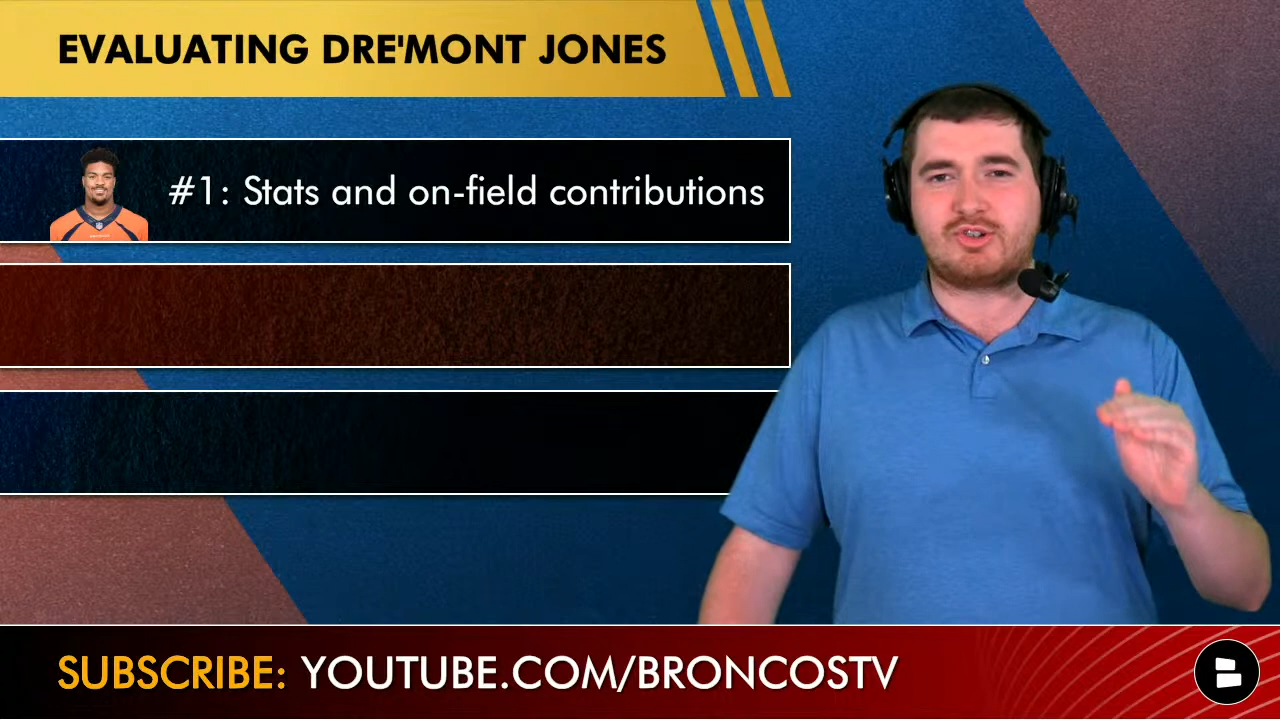 EVALUATING DRE'MONT JONES
#1: Stats and on-field contributions
SUBSCRIBE: YOUTUBE.COM/BRONCOSTV